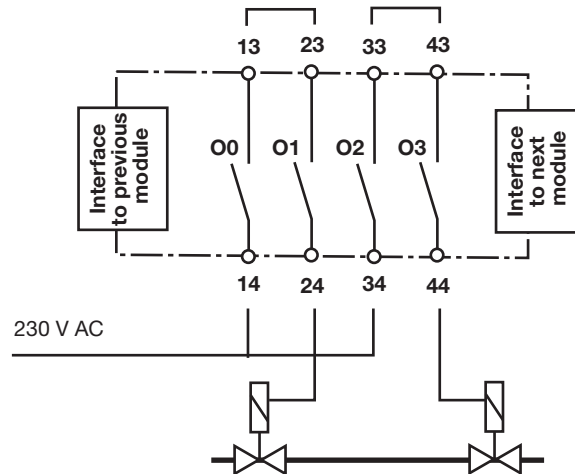 13 23 33 43
Interface
to previous
module
O0 O1 O2 O3
Interface
to next
module
14 24 34 44
230 V AC